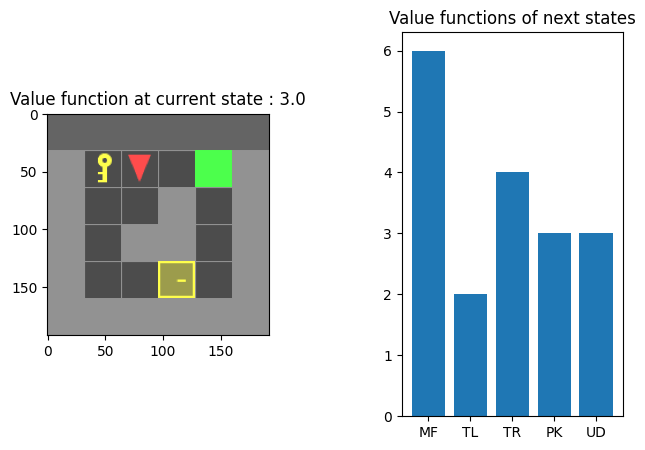 Value functions of next states
Value function at current state : 3.0
0
50
100
150
0
50
100
150
6
5
4
3
2
1
0
MF
TL
TR
PK
UD